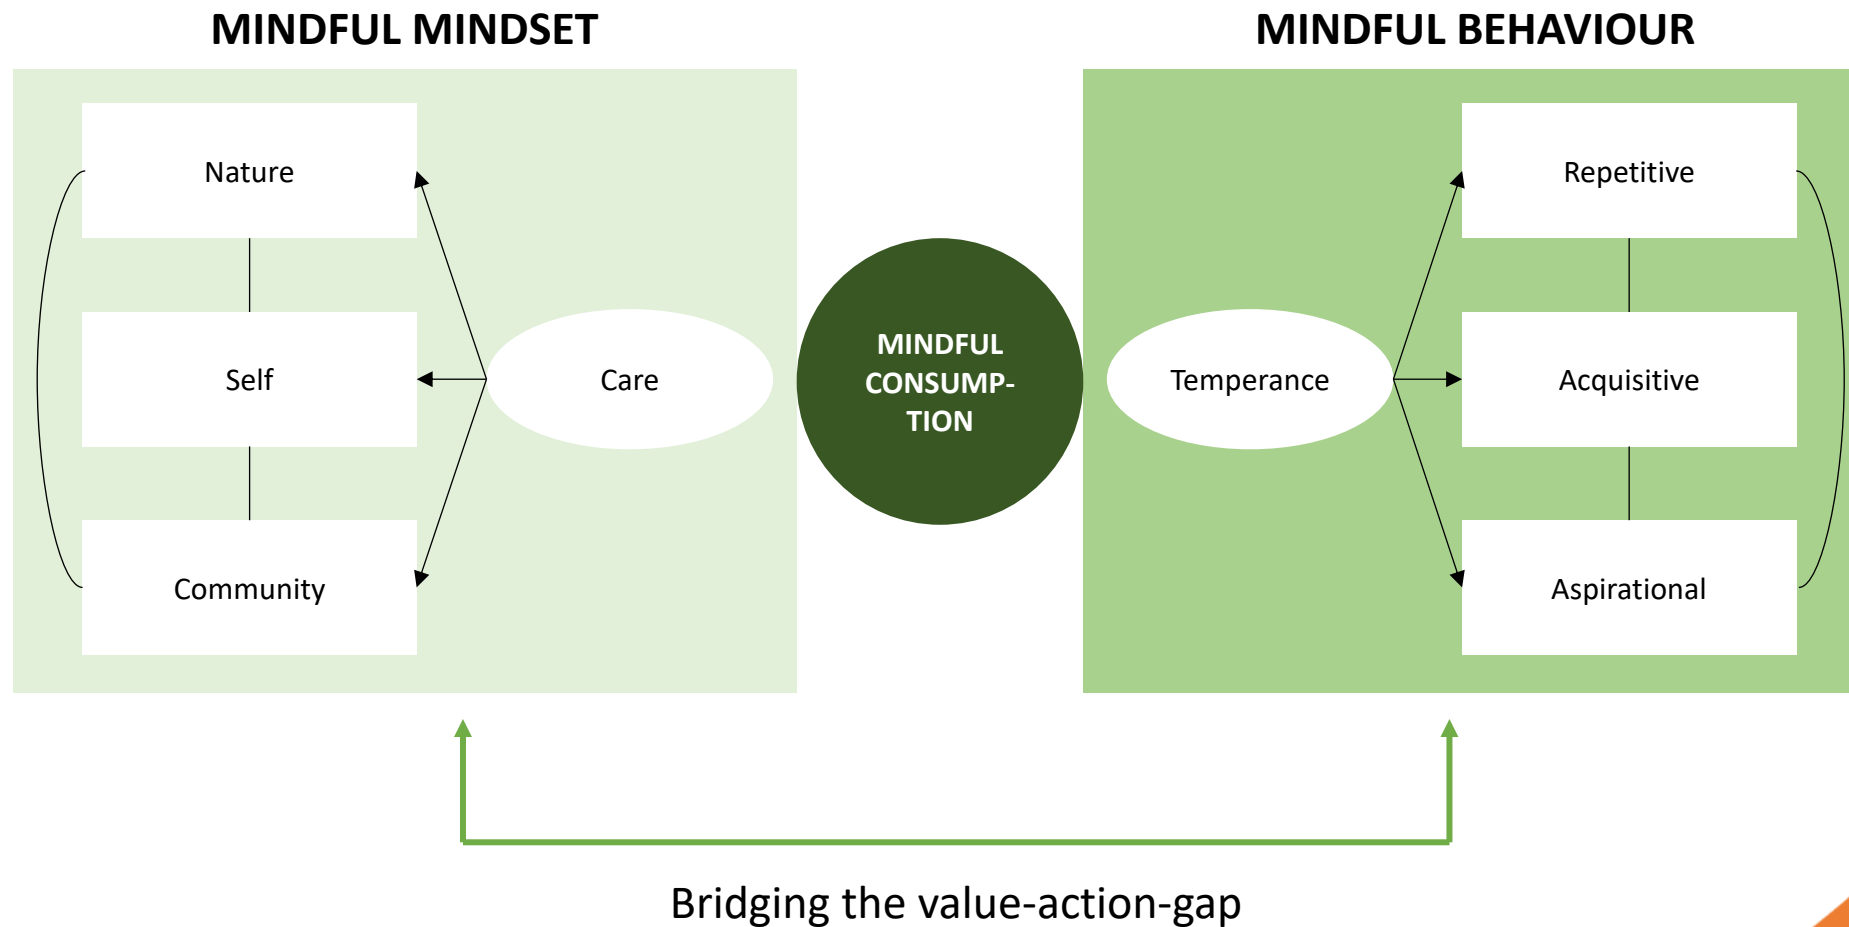 MINDFUL MINDSET
MINDFUL BEHAVIOUR
Nature
Self
Community
Care
MINDFUL
CONSUMP-
TION
Temperance
Repetitive
Acquisitive
Aspirational
Bridging the value-action-gap